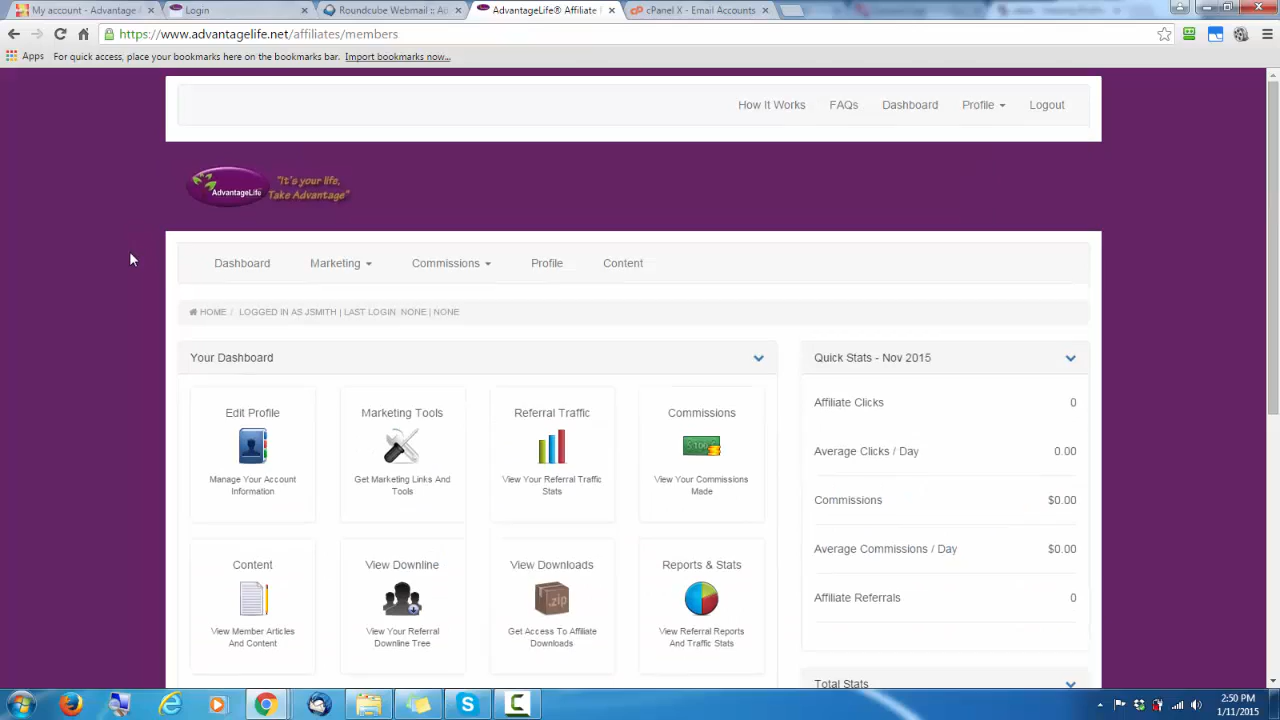 My account - Advantage
Login
Roundcube Webmail ::
AdvantageLife® Affiliate
cPanel X - Email Accounts
https://www.advantagelife.net/affiliates/members
Apps For quick access, place your bookmarks here on the bookmarks bar. Import bookmarks now...
How It Works FAQs Dashboard Profile Logout
AdvantageLife
"It's your life,
Take Advantage"
Dashboard Marketing Commissions Profile Content
HOME / LOGGED IN AS JSMITH | LAST LOGIN NONE | NONE
Your Dashboard
Edit Profile
Manage Your Account
Information
Marketing Tools
Get Marketing Links And
Tools
Referral Traffic
View Your Referral Traffic
Stats
Commissions
$100
View Your Commissions
Made
Content
View Member Articles
And Content
View Downline
View Your Referral
Downline Tree
View Downloads
.zip
Get Access To Affiliate
Downloads
Reports & Stats
View Referral Reports
And Traffic Stats
Quick Stats - Nov 2015
Affiliate Clicks 0
Average Clicks / Day 0.00
Commissions $0.00
Average Commissions / Day $0.00
Affiliate Referrals 0
Total Stats
2:50 PM
1/11/2015